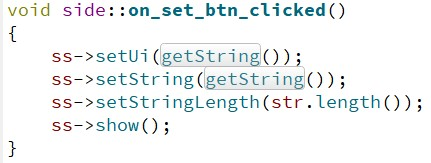 void side::on_set_btn_clicked()
{
    ss->setUi(getString());
    ss->setString(getString());
    ss->setStringLength(str.length());
    ss->show();
}